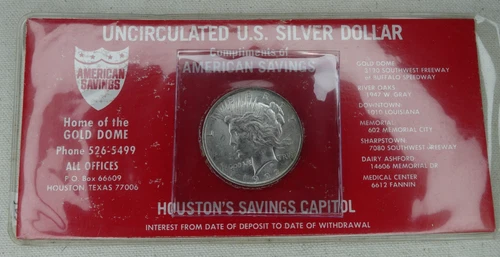 UNCIRCULATED U.S. SILVER DOLLAR
Compliments of
AMERICAN SAVINGS
AMERICAN
SAVINGS
Home of the
GOLD DOME
Phone 526-5499
ALL OFFICES
P O Box 66609
HOUSTON TEXAS 77006
GOLD DOME:
2750 SOUTHWEST FREEWAY
at BUFFALO SPEEDWAY
RIVER OAKS:
1947 W. GRAY
DOWNTOWN:
1010 LOUISIANA
MEMORIAL:
602 MEMORIAL CITY
SHARPSTOWN:
7080 SOUTHWEST FREEWAY
DAIRY ASHFORD:
14606 MEMORIAL DR
MEDICAL CENTER
6612 FANNIN
HOUSTON'S SAVINGS CAPITOL
INTEREST FROM DATE OF DEPOSIT TO DATE OF WITHDRAWAL